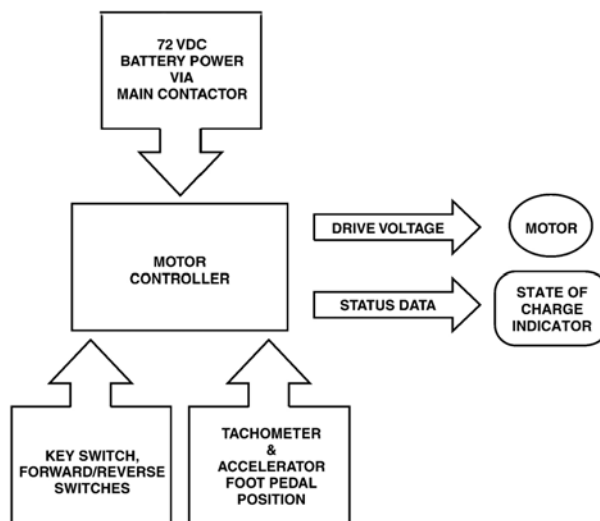 72 VDC
BATTERY POWER
VIA
MAIN CONTACTOR
MOTOR
CONTROLLER
DRIVE VOLTAGE
MOTOR
STATUS DATA
STATE OF
CHARGE
INDICATOR
KEY SWITCH,
FORWARD/REVERSE
SWITCHES
TACHOMETER
&
ACCELERATOR
FOOT PEDAL
POSITION